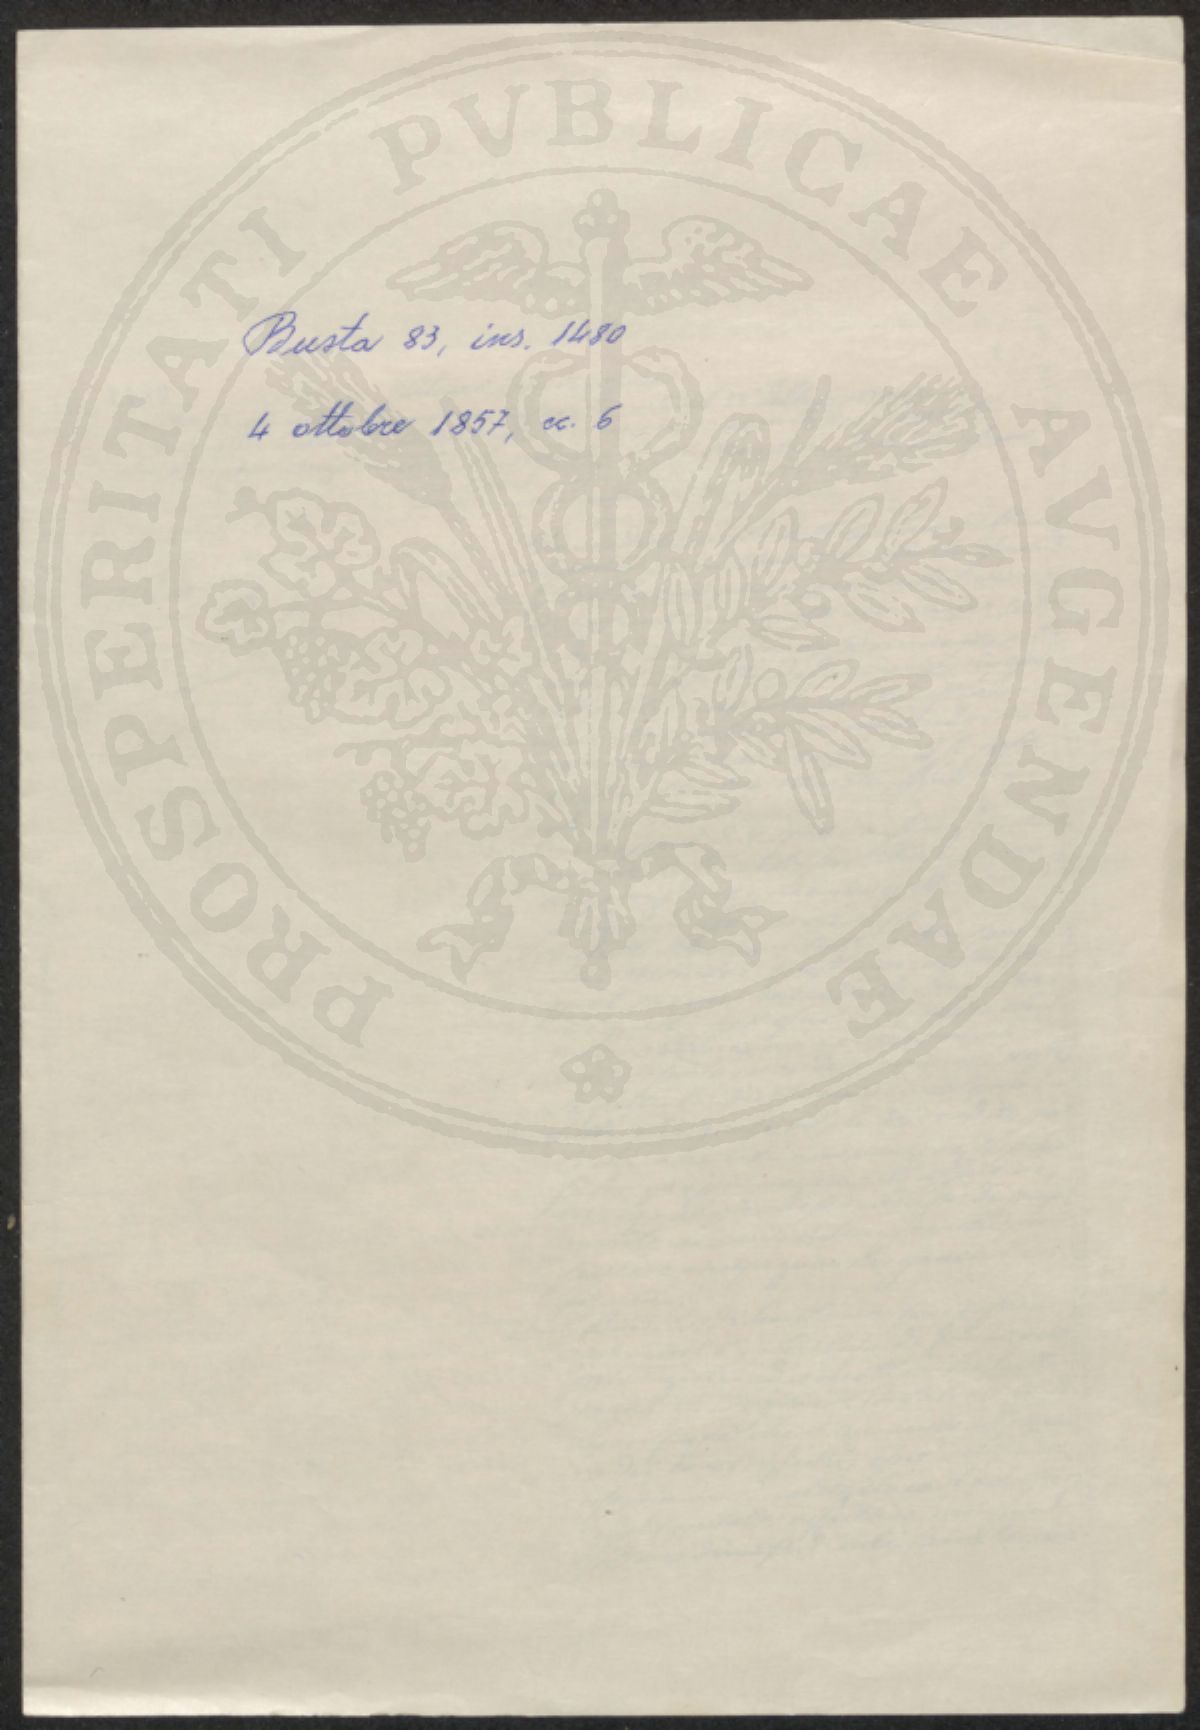 Busta 83, ins. 1480
4 ottobre 1857, cc. 6
PROSPERITATI PVBLICAE AVGENDAE